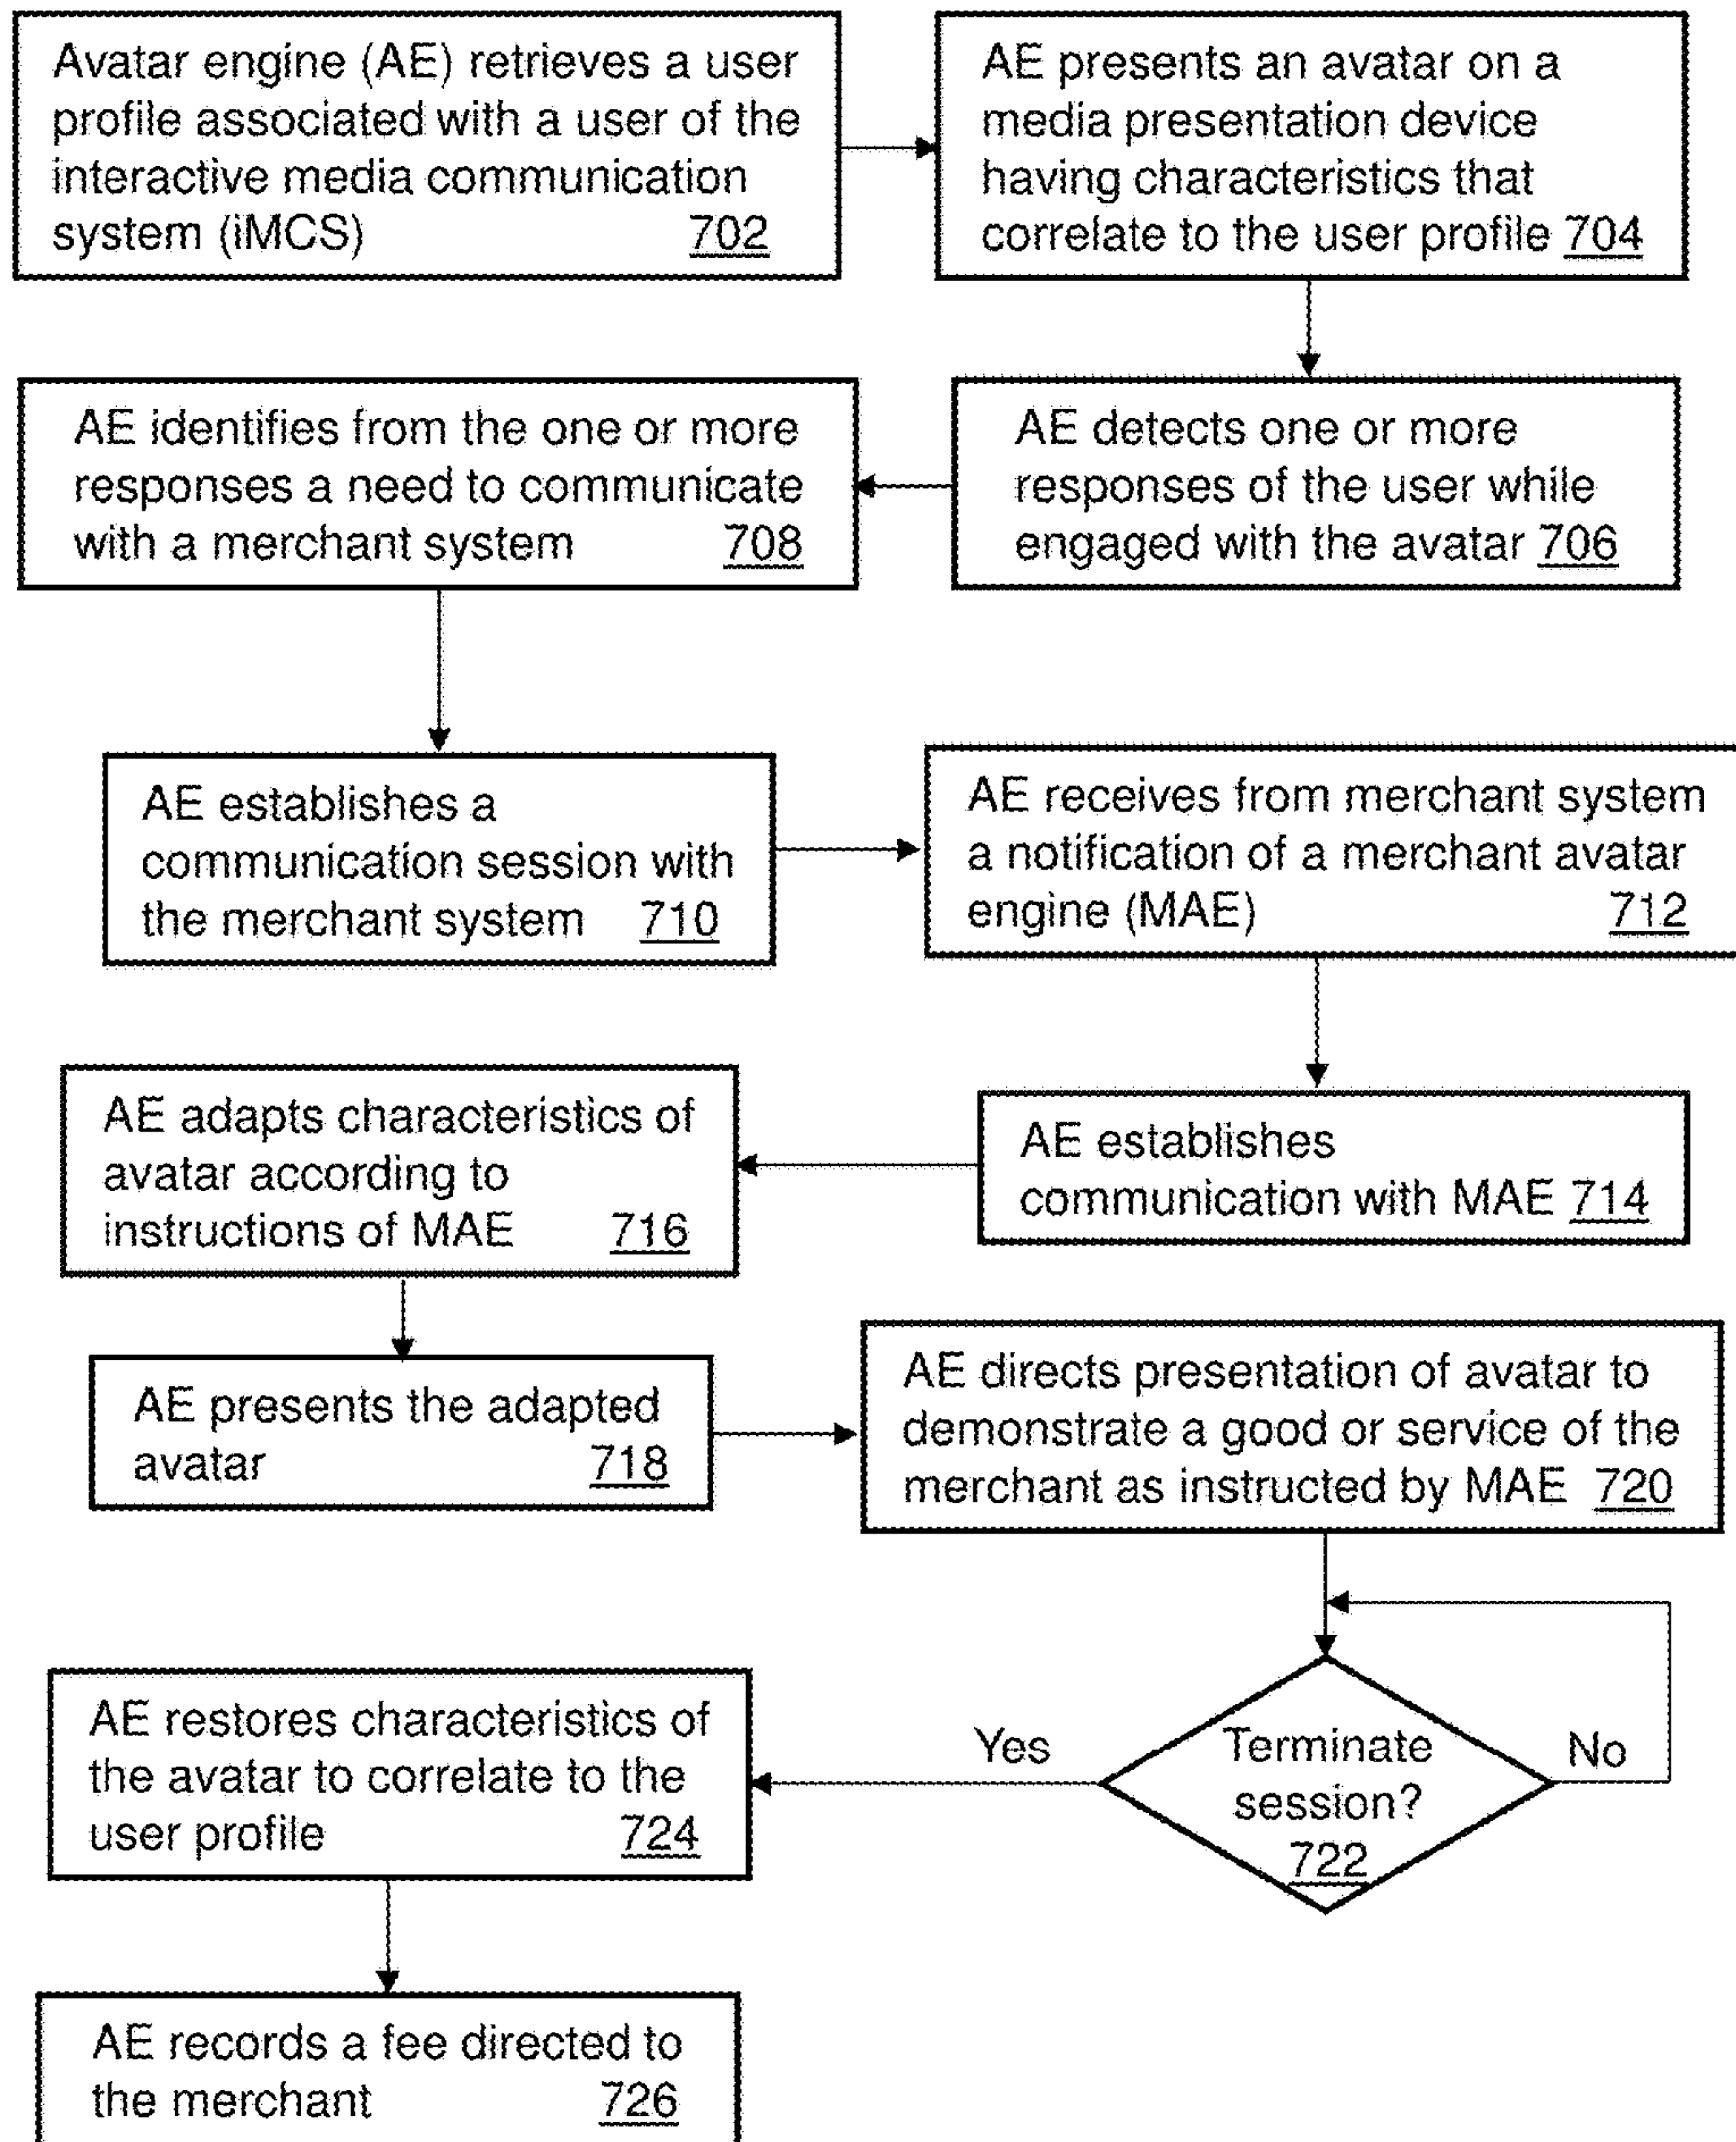 Avatar engine (AE) retrieves a user
profile associated with a user of the
interactive media communication
system (iMCS) 702
AE presents an avatar on a
media presentation device
having characteristics that
correlate to the user profile 704
AE detects one or more
responses of the user while
engaged with the avatar 706
AE identifies from the one or more
responses a need to communicate
with a merchant system 708
AE establishes a
communication session with
the merchant system 710
AE receives from merchant system
a notification of a merchant avatar
engine (MAE) 712
AE establishes
communication with MAE 714
AE adapts characteristics of
avatar according to
instructions of MAE 716
AE presents the adapted
avatar 718
AE directs presentation of avatar to
demonstrate a good or service of the
merchant as instructed by MAE 720
Terminate
session?
722
No
Yes
AE restores characteristics of
the avatar to correlate to the
user profile 724
AE records a fee directed to
the merchant 726